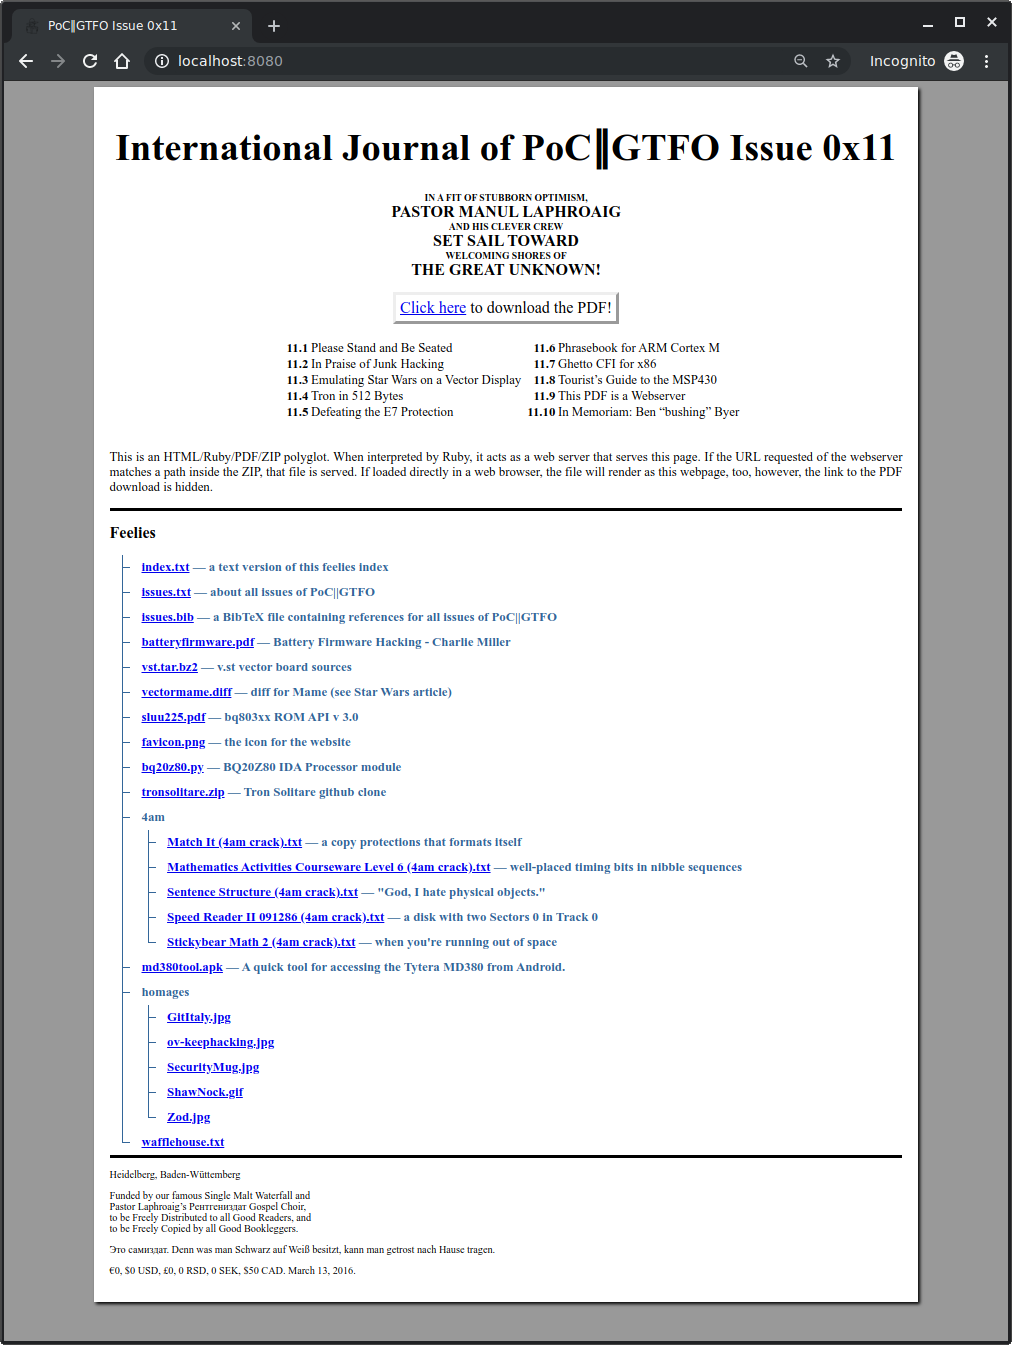 PoC‖GTFO Issue 0x11
localhost:8080
Incognito
International Journal of PoC‖GTFO Issue 0x11
IN A FIT OF STUBBORN OPTIMISM,
PASTOR MANUL LAPHROAIG
AND HIS CLEVER CREW
SET SAIL TOWARD
WELCOMING SHORES OF
THE GREAT UNKNOWN!
Click here to download the PDF!
11.1 Please Stand and Be Seated
11.2 In Praise of Junk Hacking
11.3 Emulating Star Wars on a Vector Display
11.4 Tron in 512 Bytes
11.5 Defeating the E7 Protection
11.6 Phrasebook for ARM Cortex M
11.7 Ghetto CFI for x86
11.8 Tourist’s Guide to the MSP430
11.9 This PDF is a Webserver
11.10 In Memoriam: Ben “bushing” Byer
This is an HTML/Ruby/PDF/ZIP polyglot. When interpreted by Ruby, it acts as a web server that serves this page. If the URL requested of the webserver
matches a path inside the ZIP, that file is served. If loaded directly in a web browser, the file will render as this webpage, too, however, the link to the PDF
download is hidden.
Feelies
index.txt — a text version of this feelies index
issues.txt — about all issues of PoC||GTFO
issues.bib — a BibTeX file containing references for all issues of PoC||GTFO
batteryfirmware.pdf — Battery Firmware Hacking - Charlie Miller
vst.tar.bz2 — v.st vector board sources
vectormame.diff — diff for Mame (see Star Wars article)
sluu225.pdf — bq803xx ROM API v 3.0
favicon.png — the icon for the website
bq20z80.py — BQ20Z80 IDA Processor module
tronsolitare.zip — Tron Solitare github clone
4am
Match It (4am crack).txt — a copy protections that formats itself
Mathematics Activities Courseware Level 6 (4am crack).txt — well-placed timing bits in nibble sequences
Sentence Structure (4am crack).txt — "God, I hate physical objects."
Speed Reader II 091286 (4am crack).txt — a disk with two Sectors 0 in Track 0
Stickybear Math 2 (4am crack).txt — when you're running out of space
md380tool.apk — A quick tool for accessing the Tytera MD380 from Android.
homages
GitItaly.jpg
ov-keephacking.jpg
SecurityMug.jpg
ShawNock.gif
Zod.jpg
wafflehouse.txt
Heidelberg, Baden-Wüttemberg
Funded by our famous Single Malt Waterfall and
Pastor Laphroaig’s Рентгениздат Gospel Choir,
to be Freely Distributed to all Good Readers, and
to be Freely Copied by all Good Bookleggers.
Это самиздат. Denn was man Schwarz auf Weiß besitzt, kann man getrost nach Hause tragen.
€0, $0 USD, £0, 0 RSD, 0 SEK, $50 CAD. March 13, 2016.